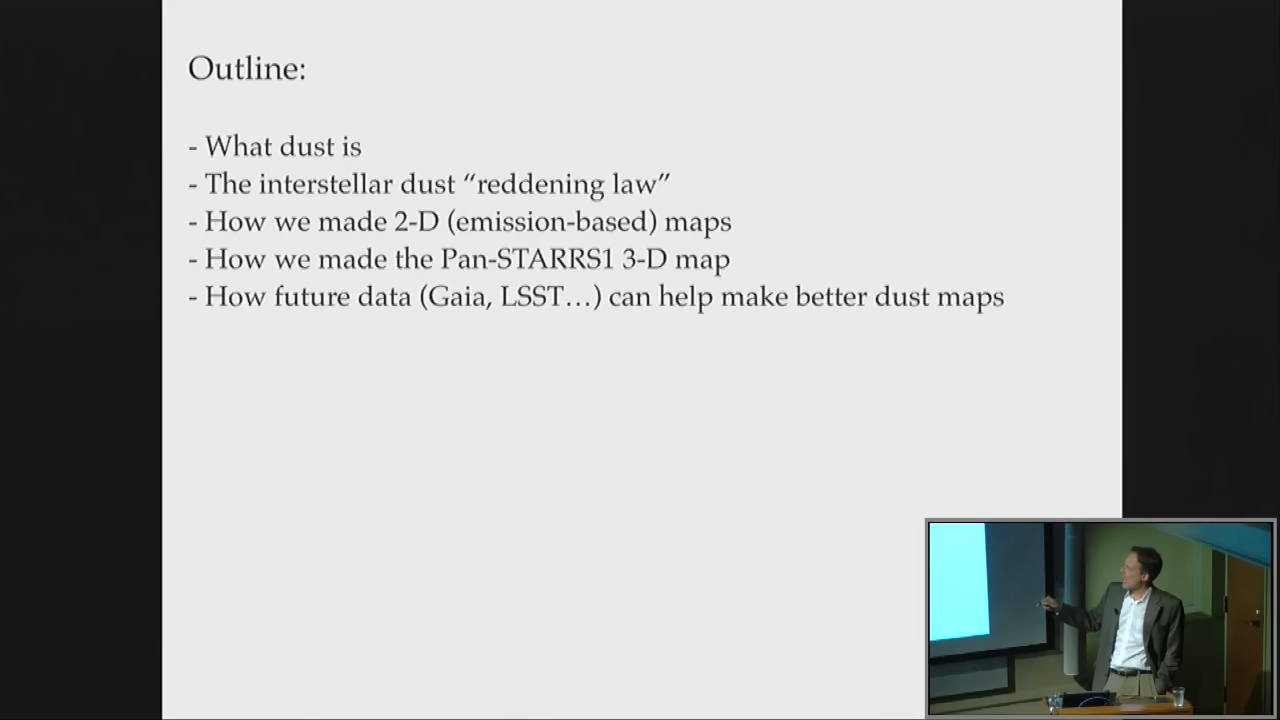 Outline:
- What dust is
- The interstellar dust “reddening law”
- How we made 2-D (emission-based) maps
- How we made the Pan-STARRS1 3-D map
- How future data (Gaia, LSST…) can help make better dust maps